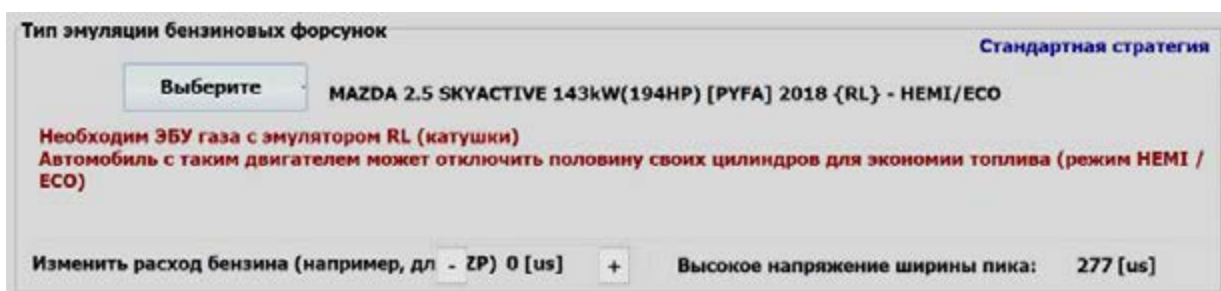 Тип эмуляции бензиновых форсунок
Стандартная стратегия
Выберите MAZDA 2.5 SKYACTIVE 143kW(194HP) [PYFA] 2018 {RL} - HEMI/ECO
Необходим ЭБУ газа с эмулятором RL (катушки)
Автомобиль с таким двигателем может отключить половину своих цилиндров для экономии топлива (режим HEMI /
ECO)
Изменить расход бензина (например, дл - ZP) 0 [us] + Высокое напряжение ширины пика: 277 [us]